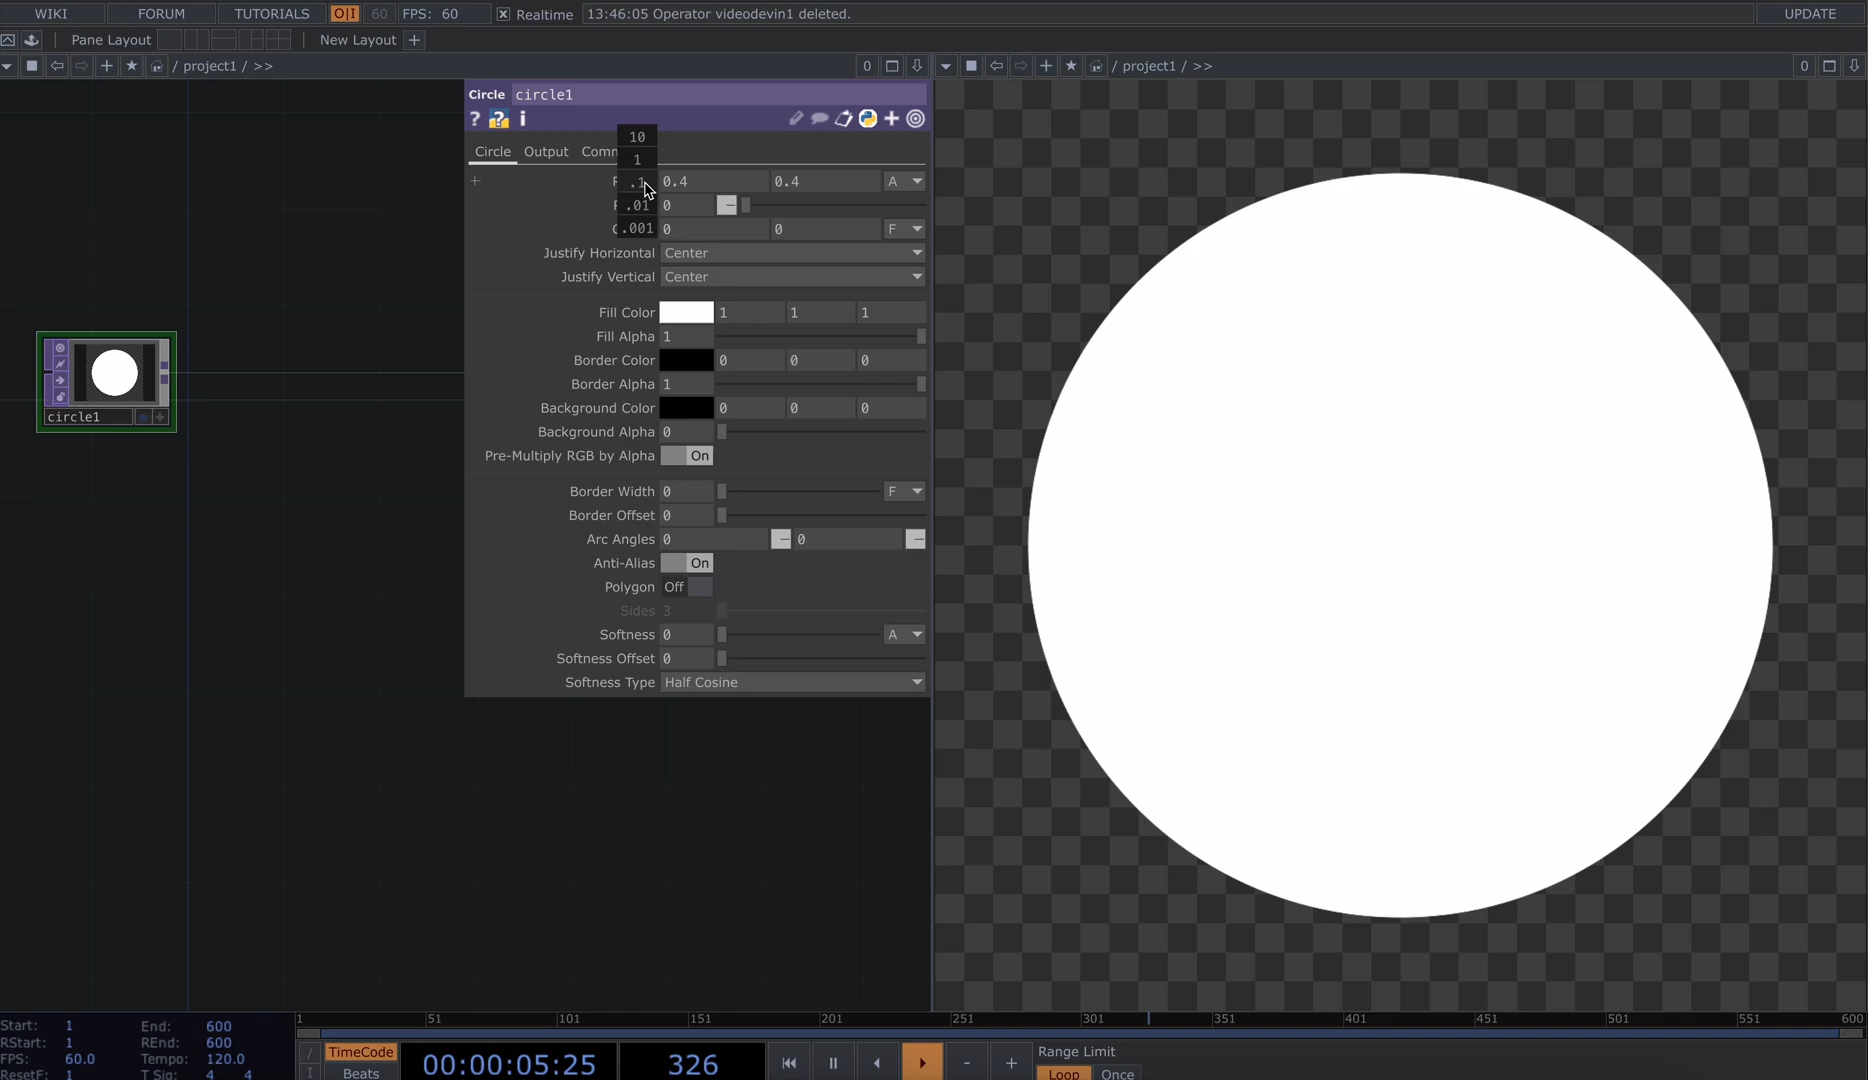 WIKI FORUM TUTORIALS O|I 60 FPS: 60 X Realtime 13:46:05 Operator videodevin1 deleted. UPDATE
Pane Layout New Layout +
/ project1 / >> 0 / project1 / >> 0
Circle circle1
? ? i
10
Circle Output Comm
1
.1 0.4 0.4 A
.01 0
.001 0 0 F
Justify Horizontal Center
Justify Vertical Center
Fill Color 1 1 1
Fill Alpha 1
Border Color 0 0 0
Border Alpha 1
Background Color 0 0 0
Background Alpha 0
Pre-Multiply RGB by Alpha On
Border Width 0 F
Border Offset 0
Arc Angles 0 0
Anti-Alias On
Polygon Off
Sides 3
Softness 0 A
Softness Offset 0
Softness Type Half Cosine
circle1
1 51 101 151 201 251 301 351 401 451 501 551 600
Start: 1 End: 600
RStart: 1 REnd: 600
FPS: 60.0 Tempo: 120.0
ResetF: 1 T Sig: 4 4
TimeCode
Beats
00:00:05:25 326
Range Limit
Loop Once